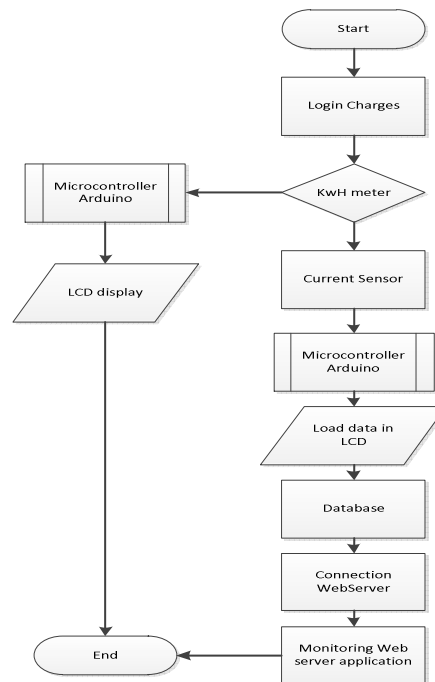 Start
Login Charges
KwH meter
Microcontroller
Arduino
LCD display
Current Sensor
Microcontroller
Arduino
Load data in
LCD
Database
Connection
WebServer
Monitoring Web
server application
End